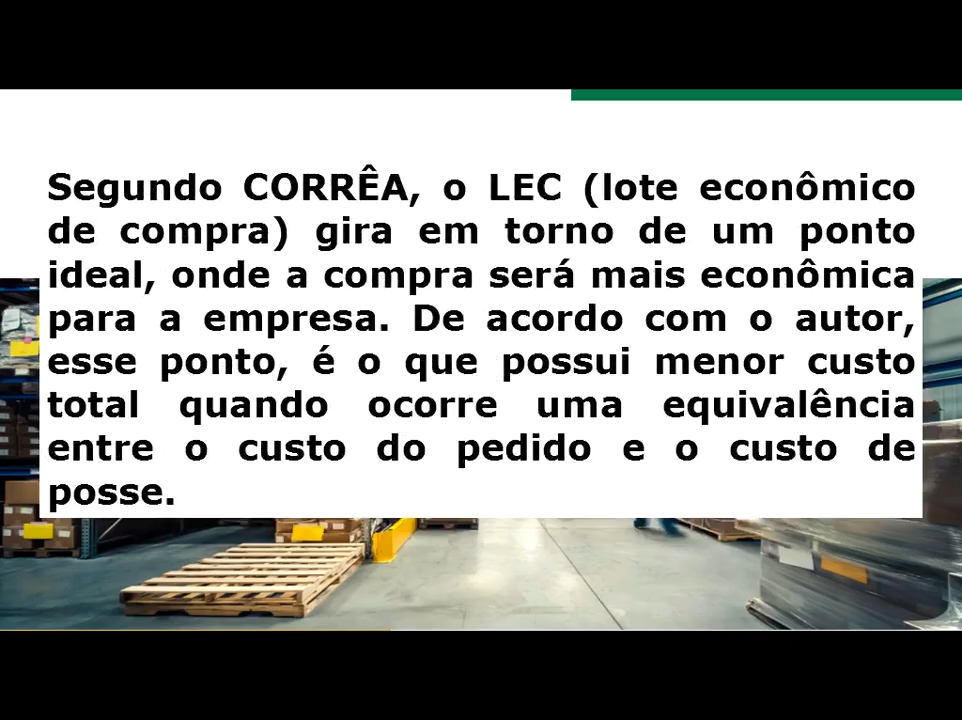 Segundo CORRÊA, o LEC (lote econômico
de compra) gira em torno de um ponto
ideal, onde a compra será mais econômica
para a empresa. De acordo com o autor,
esse ponto, é o que possui menor custo
total quando ocorre uma equivalência
entre o custo do pedido e o custo de
posse.